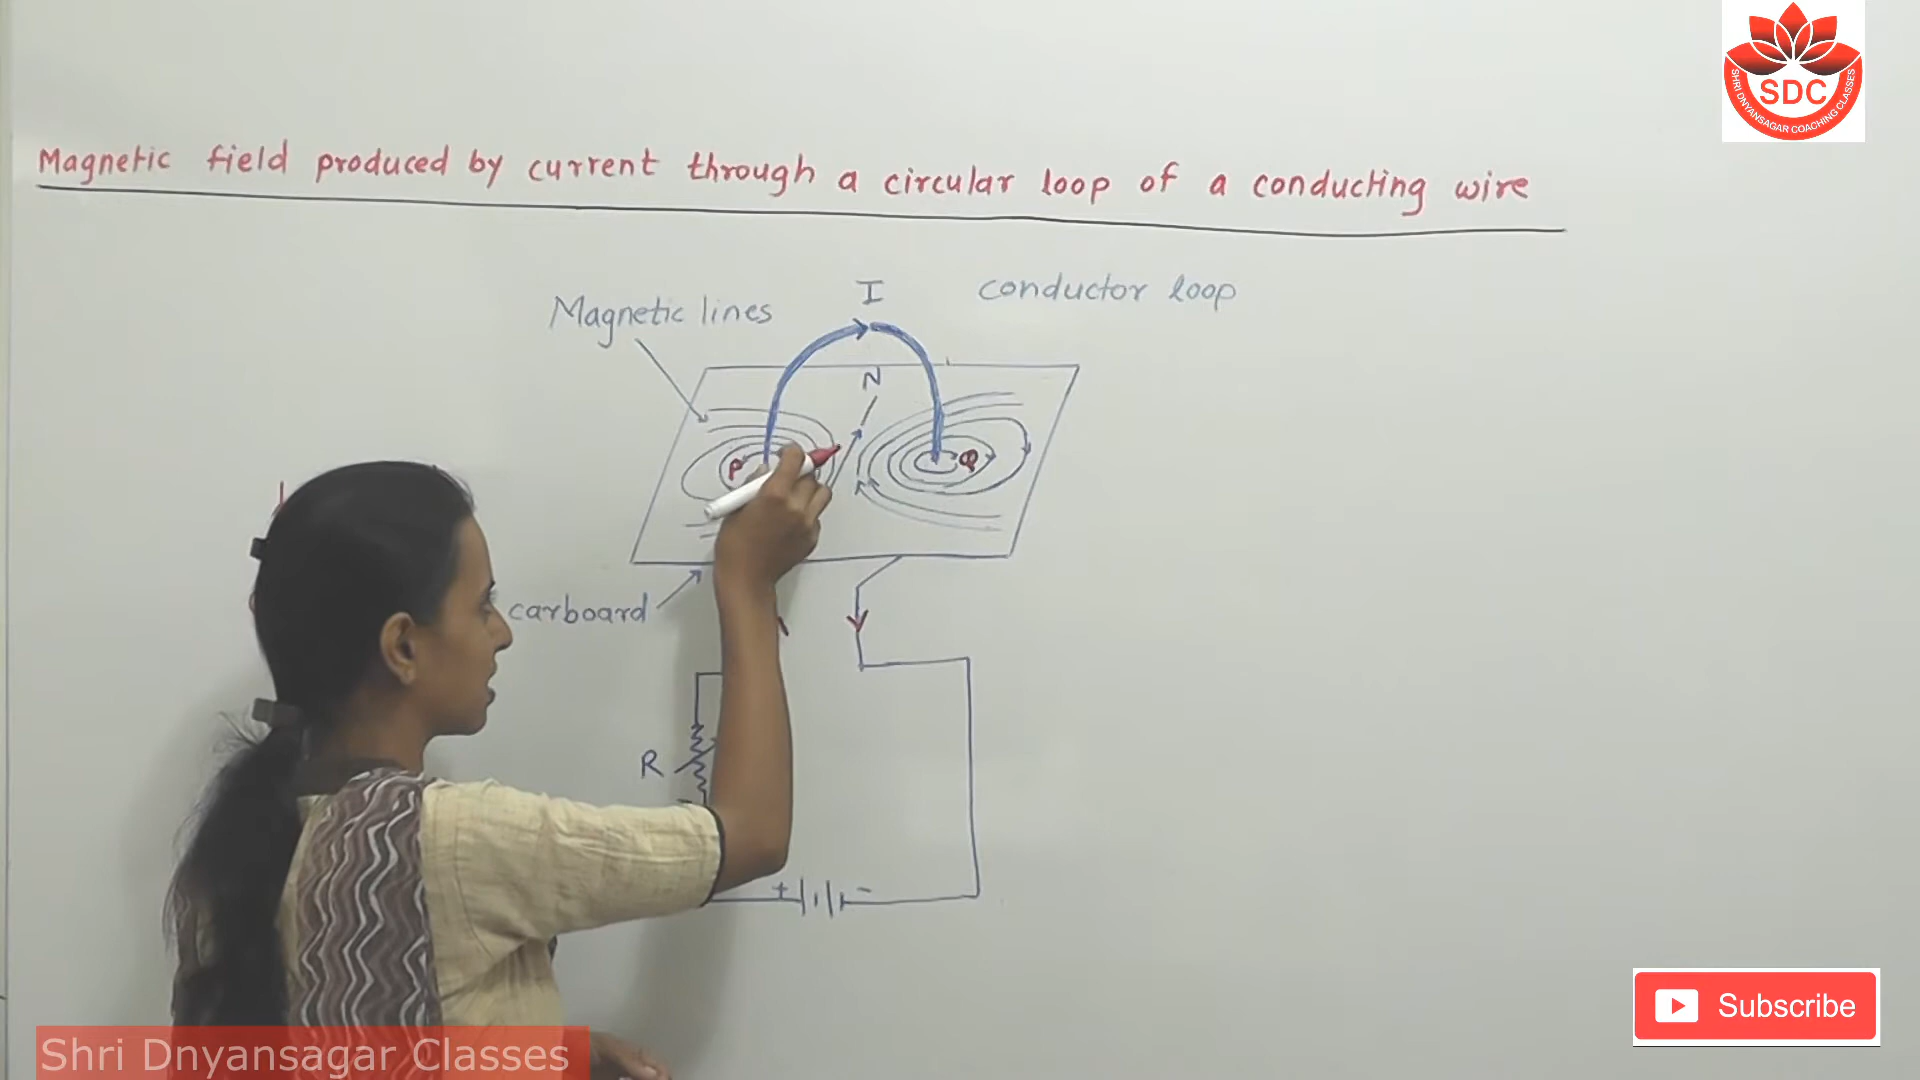 SDC
SHRI DNYANSAGAR COACHING CLASSES
Magnetic field produced by current through a circular loop of a conducting wire
I
conductor loop
Magnetic lines
N
P
Q
carboard
R
+
-
Subscribe
Shri Dnyansagar Classes